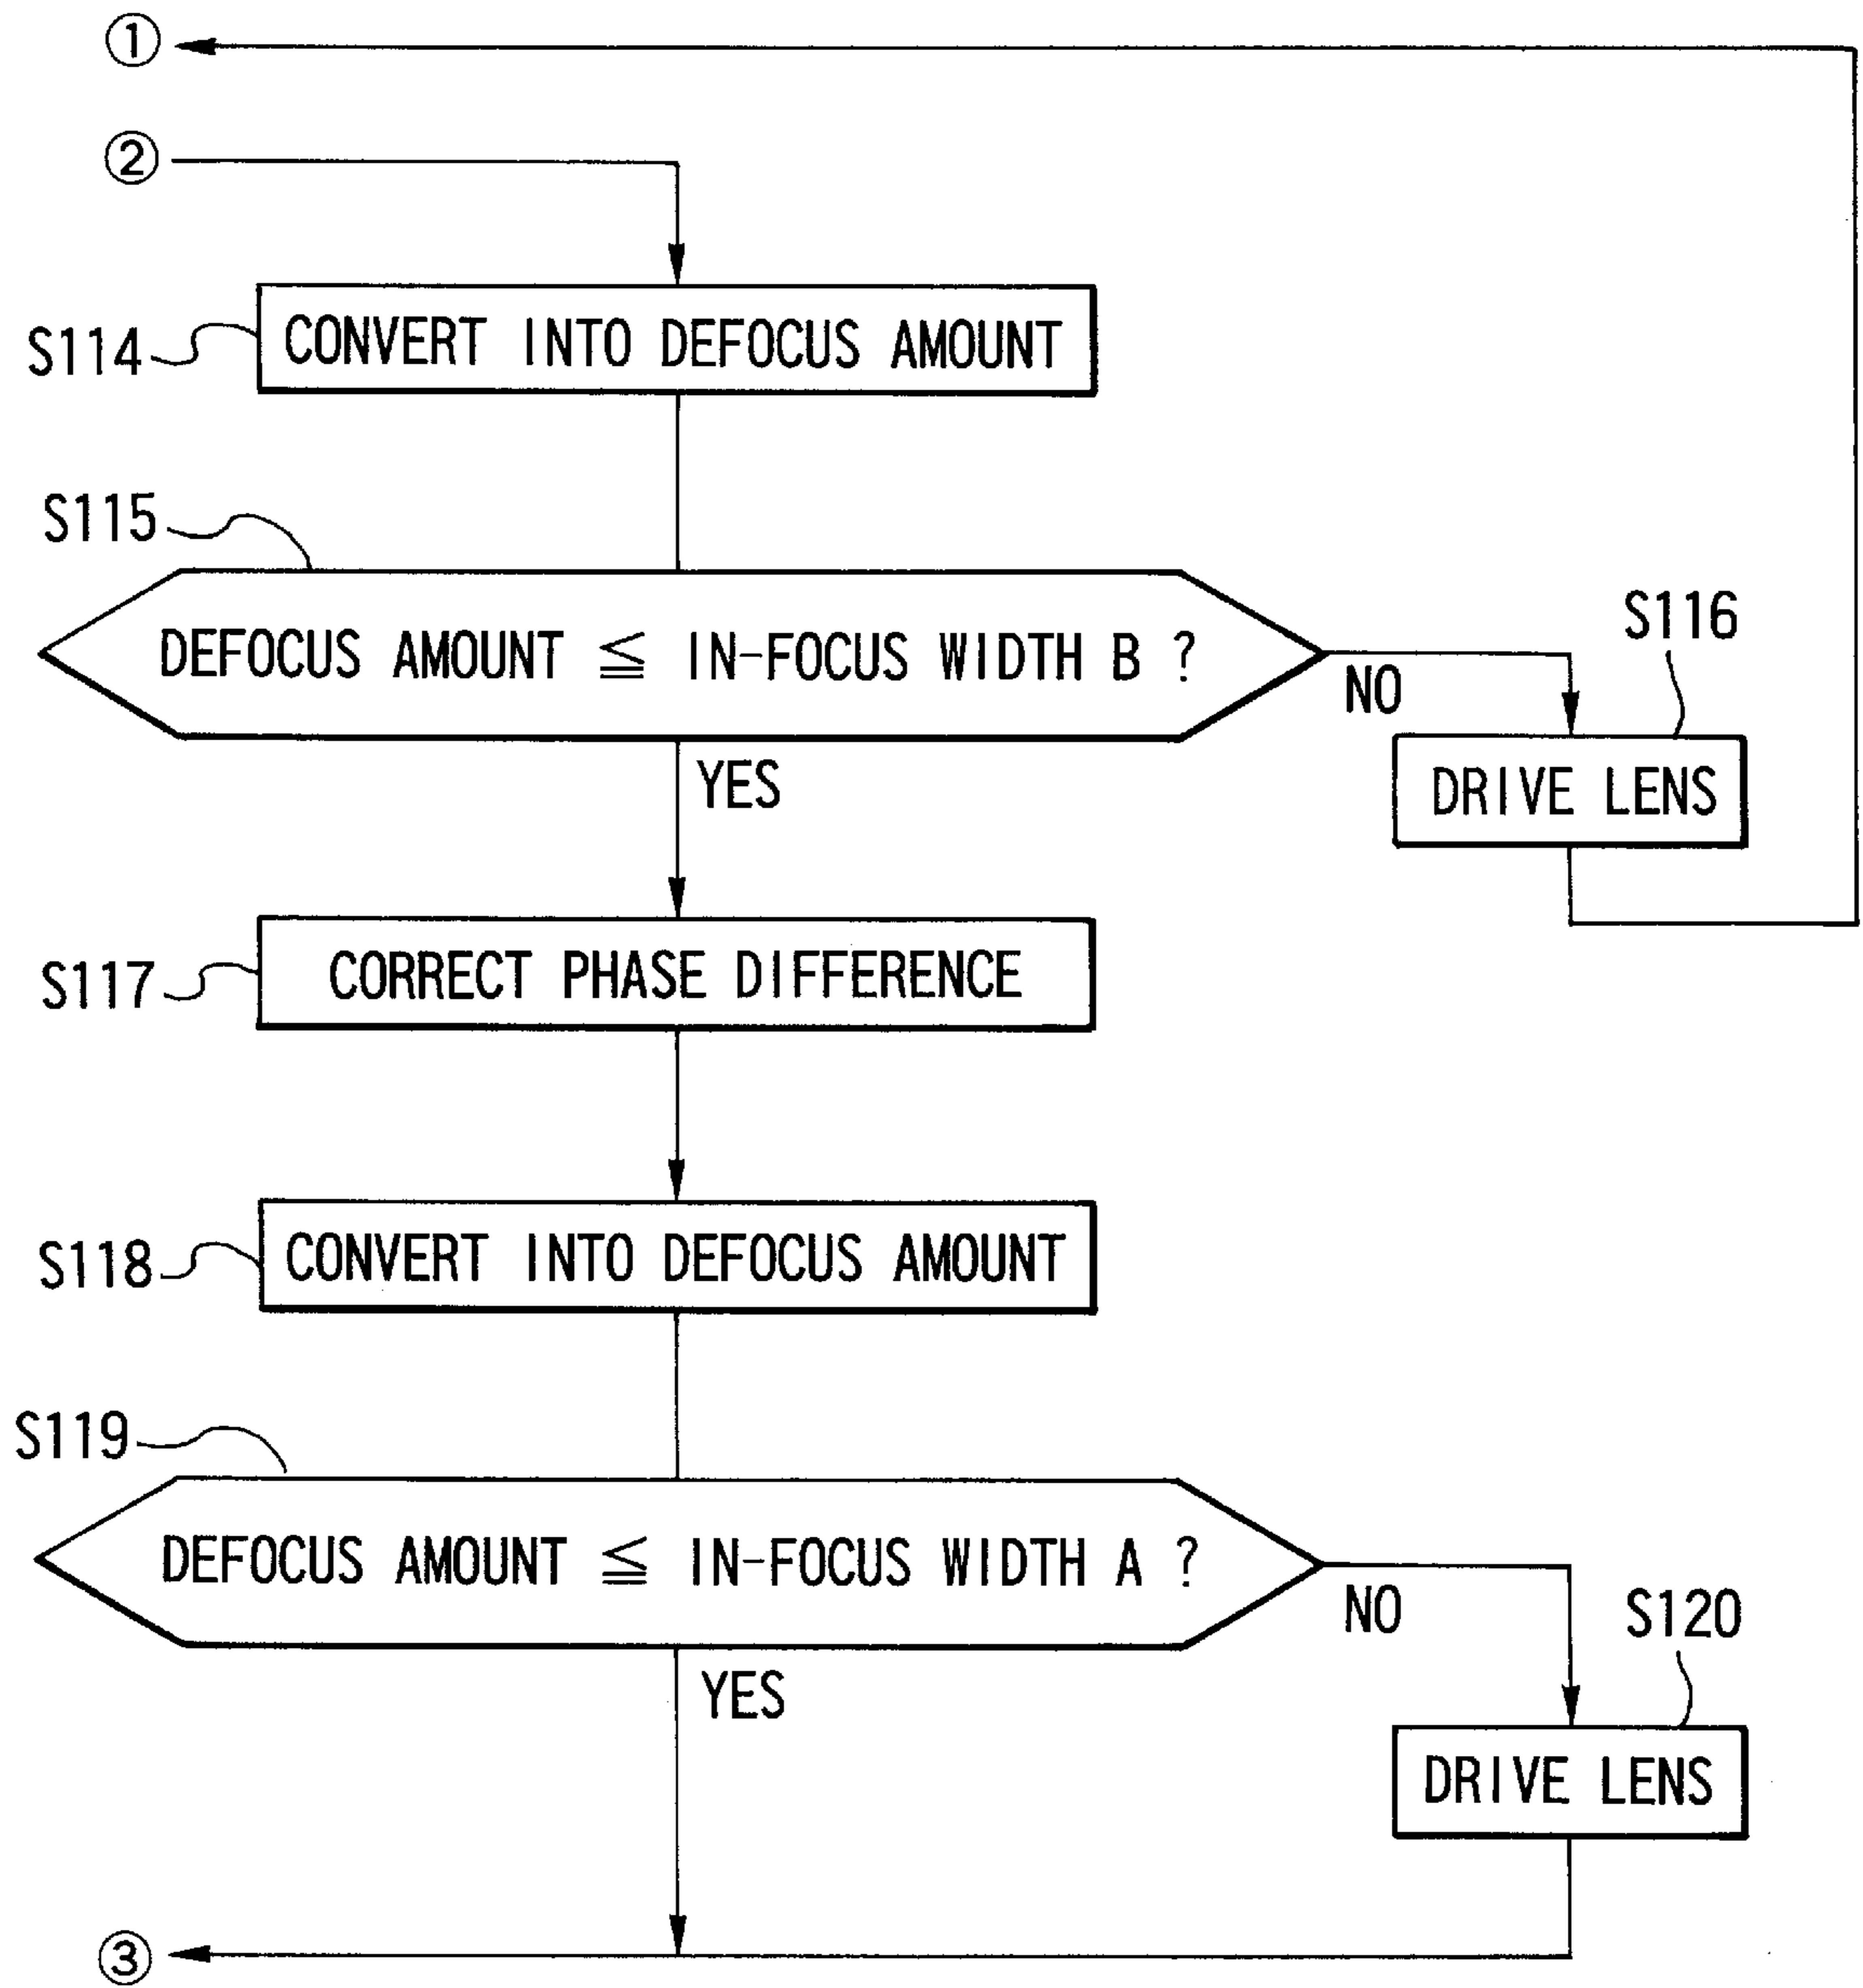 ①
②
S114
CONVERT INTO DEFOCUS AMOUNT
S115
DEFOCUS AMOUNT ≦ IN-FOCUS WIDTH B ?
NO
S116
DRIVE LENS
YES
S117
CORRECT PHASE DIFFERENCE
S118
CONVERT INTO DEFOCUS AMOUNT
S119
DEFOCUS AMOUNT ≦ IN-FOCUS WIDTH A ?
NO
S120
DRIVE LENS
YES
③